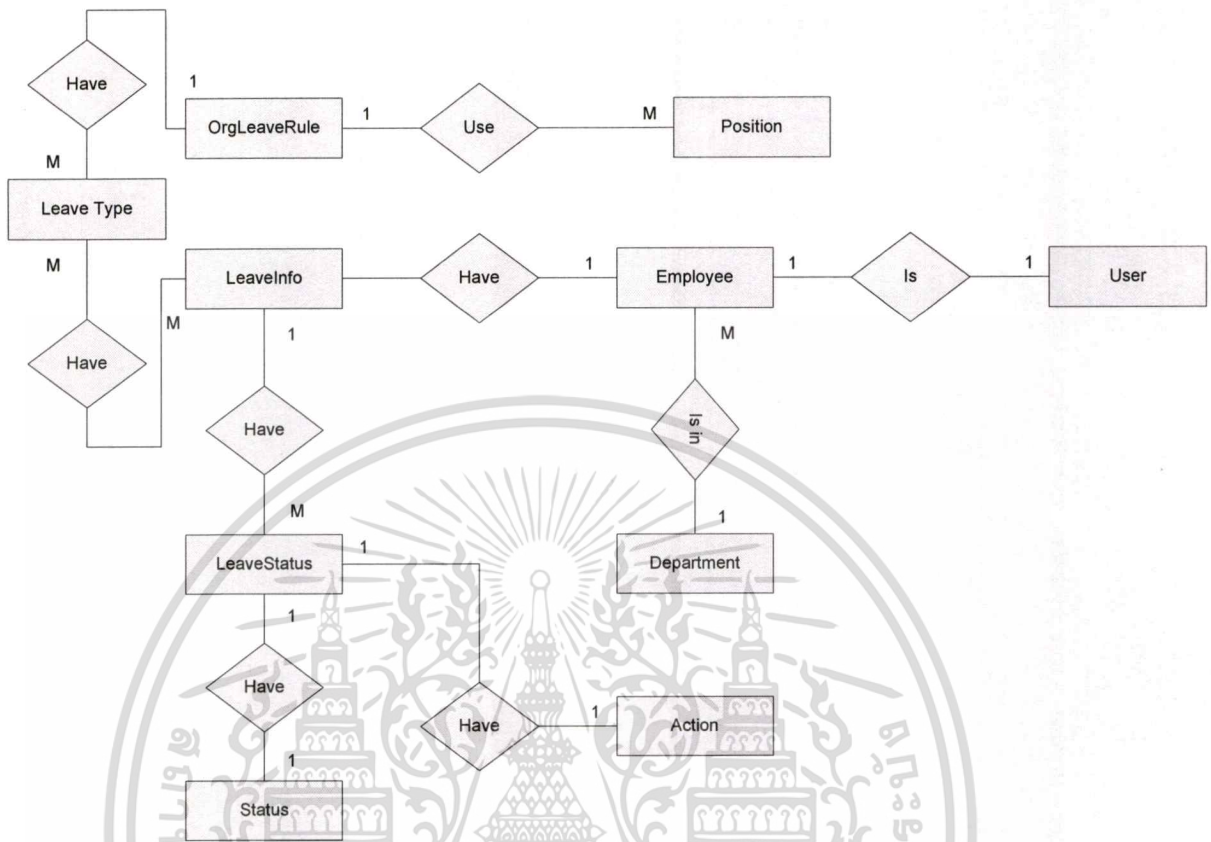 Have
1
OrgLeaveRule
1
Use
M
Position
M
Leave Type
M
LeaveInfo
Have
1
Employee
1
Is
1
User
M
Have
1
M
Have
Is in
M
1
LeaveStatus
1
Department
1
Have
Have
1
Action
1
Status